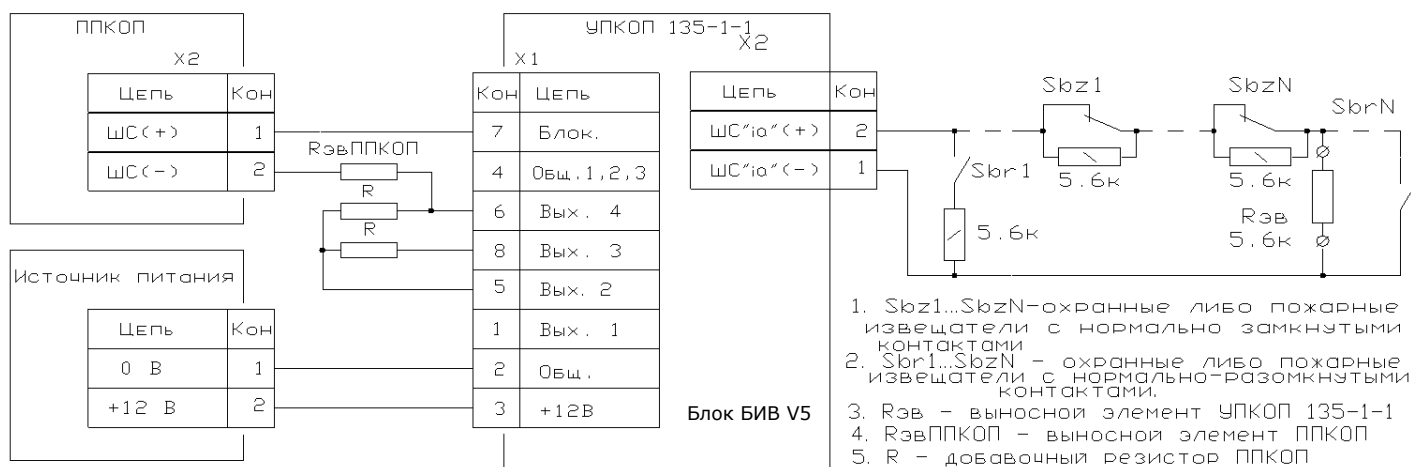 ППКОП
X2
Цепь Кон
ШС(+) 1
ШС(-) 2
RэвППКОП
R
R
Источник питания
Цепь Кон
0 В 1
+12 В 2
УПКОП 135-1-1
X1
Кон Цепь
7 Блок.
4 Общ.1,2,3
6 Вых. 4
8 Вых. 3
5 Вых. 2
1 Вых. 1
2 Общ.
3 +12В
X2
Цепь Кон
ШС"ia"(+) 2
ШС"ia"(-) 1
Блок БИВ V5
Sbz1
5.6к
SbzN
5.6к
SbrN
Sbr1
5.6к
Rэв
5.6к
1. Sbz1...SbzN-охранные либо пожарные
извещатели с нормально замкнутыми
контактами
2. Sbr1...SbzN - охранные либо пожарные
извещатели с нормально-разомкнутыми
контактами.
3. Rэв - выносной элемент УПКОП 135-1-1
4. RэвППКОП - выносной элемент ППКОП
5. R - добавочный резистор ППКОП